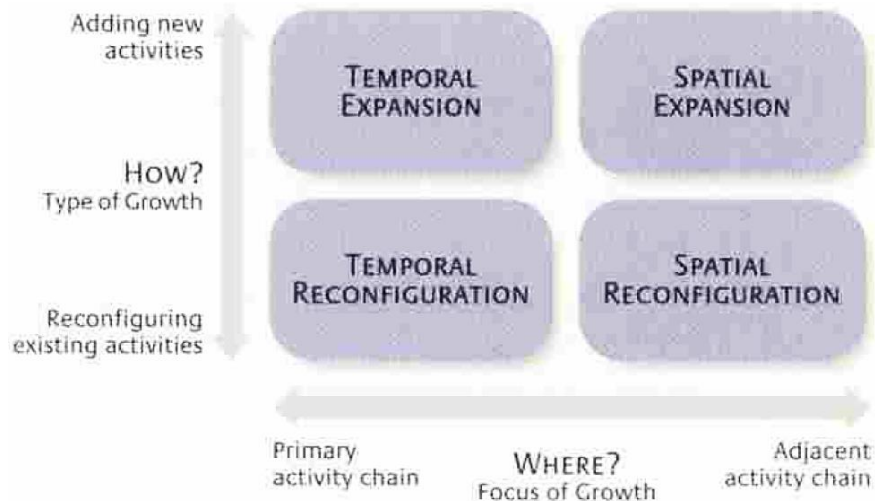 Adding new
activities
TEMPORAL
EXPANSION
SPATIAL
EXPANSION
HOW?
Type of Growth
TEMPORAL
RECONFIGURATION
SPATIAL
RECONFIGURATION
Reconfiguring
existing activities
Primary
activity chain
WHERE?
Focus of Growth
Adjacent
activity chain